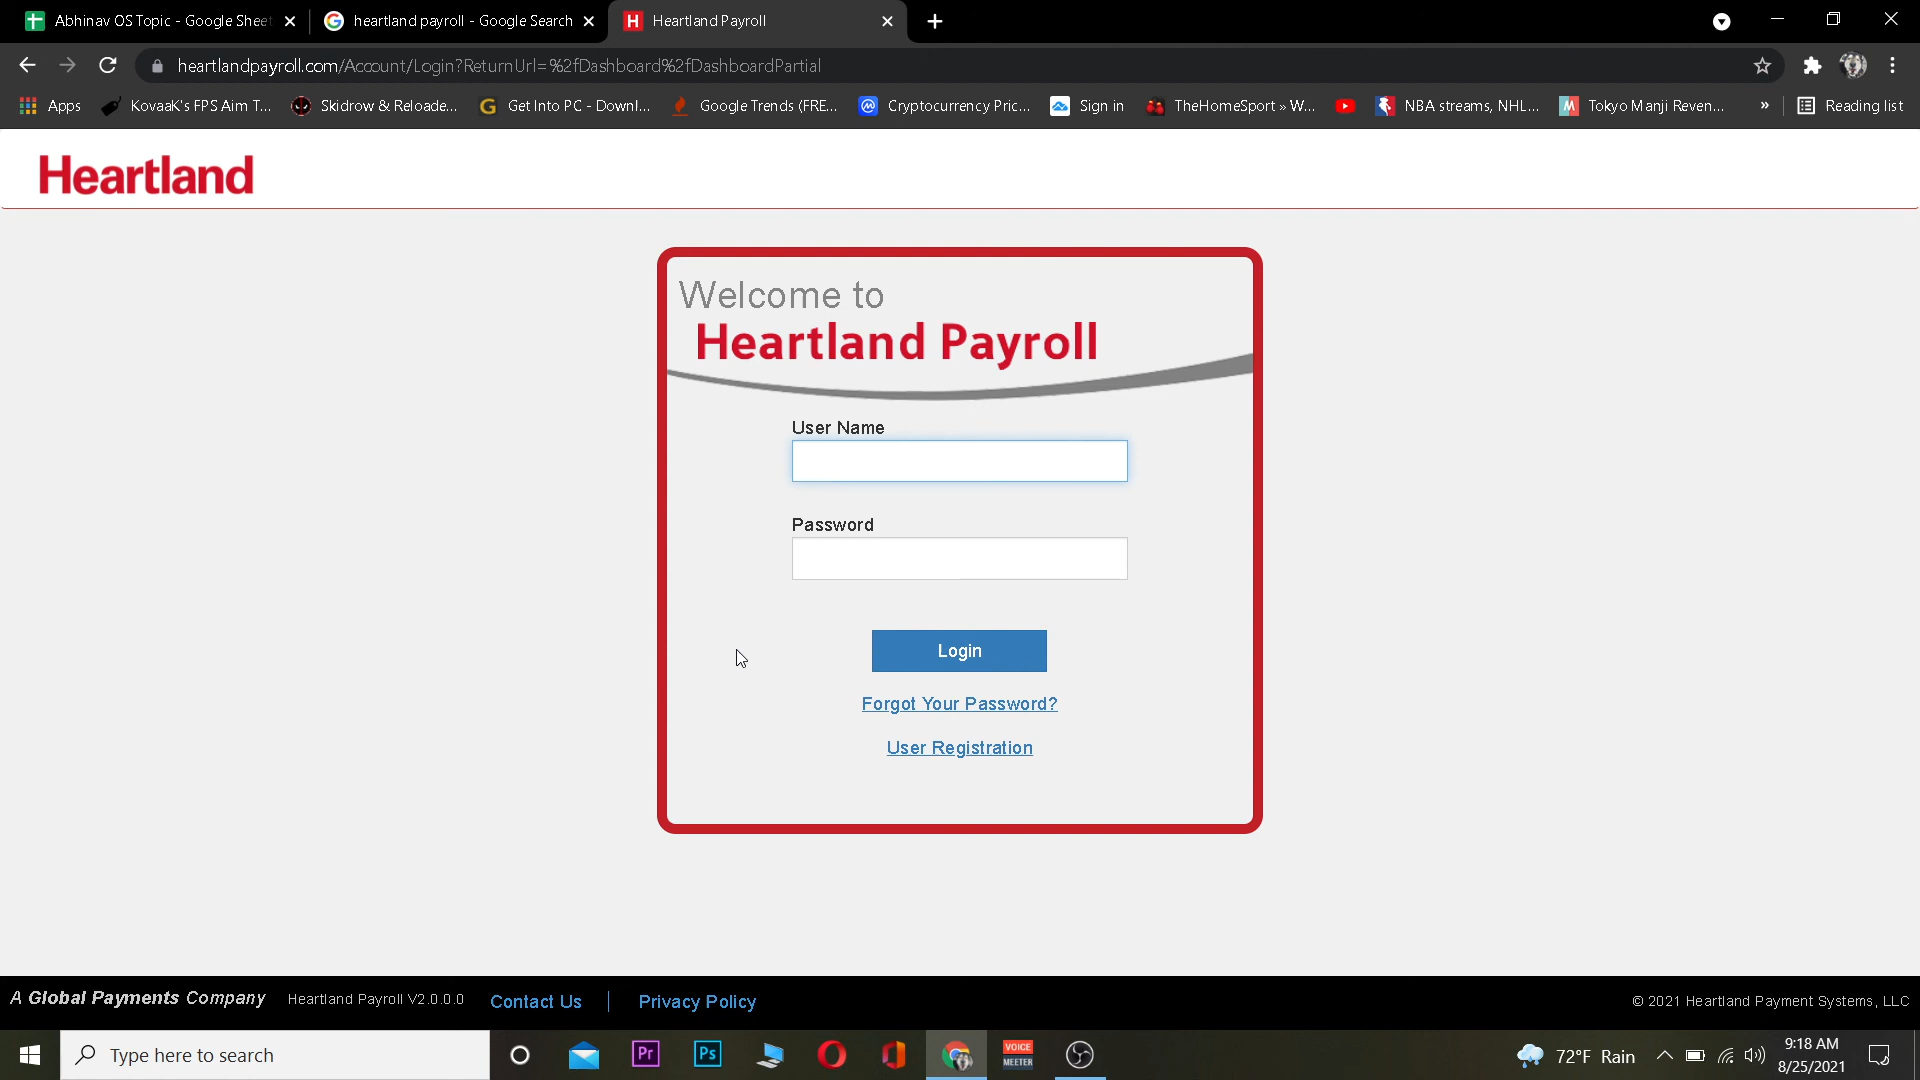 Abhinav OS Topic - Google Sheet
heartland payroll - Google Search
H Heartland Payroll
heartlandpayroll.com/Account/Login?ReturnUrl=%2fDashboard%2fDashboardPartial
Apps KovaaK's FPS Aim T... Skidrow & Reloade... Get Into PC - Downl... Google Trends (FRE... Cryptocurrency Pric... Sign in TheHomeSport » W... NBA streams, NHL... Tokyo Manji Reven... » Reading list
Heartland
Welcome to
Heartland Payroll
User Name
Password
Login
Forgot Your Password?
User Registration
A Global Payments Company Heartland Payroll V2.0.0.0 Contact Us | Privacy Policy © 2021 Heartland Payment Systems, LLC
Type here to search Pr Ps VOICE MEETER 72°F Rain 9:18 AM
8/25/2021